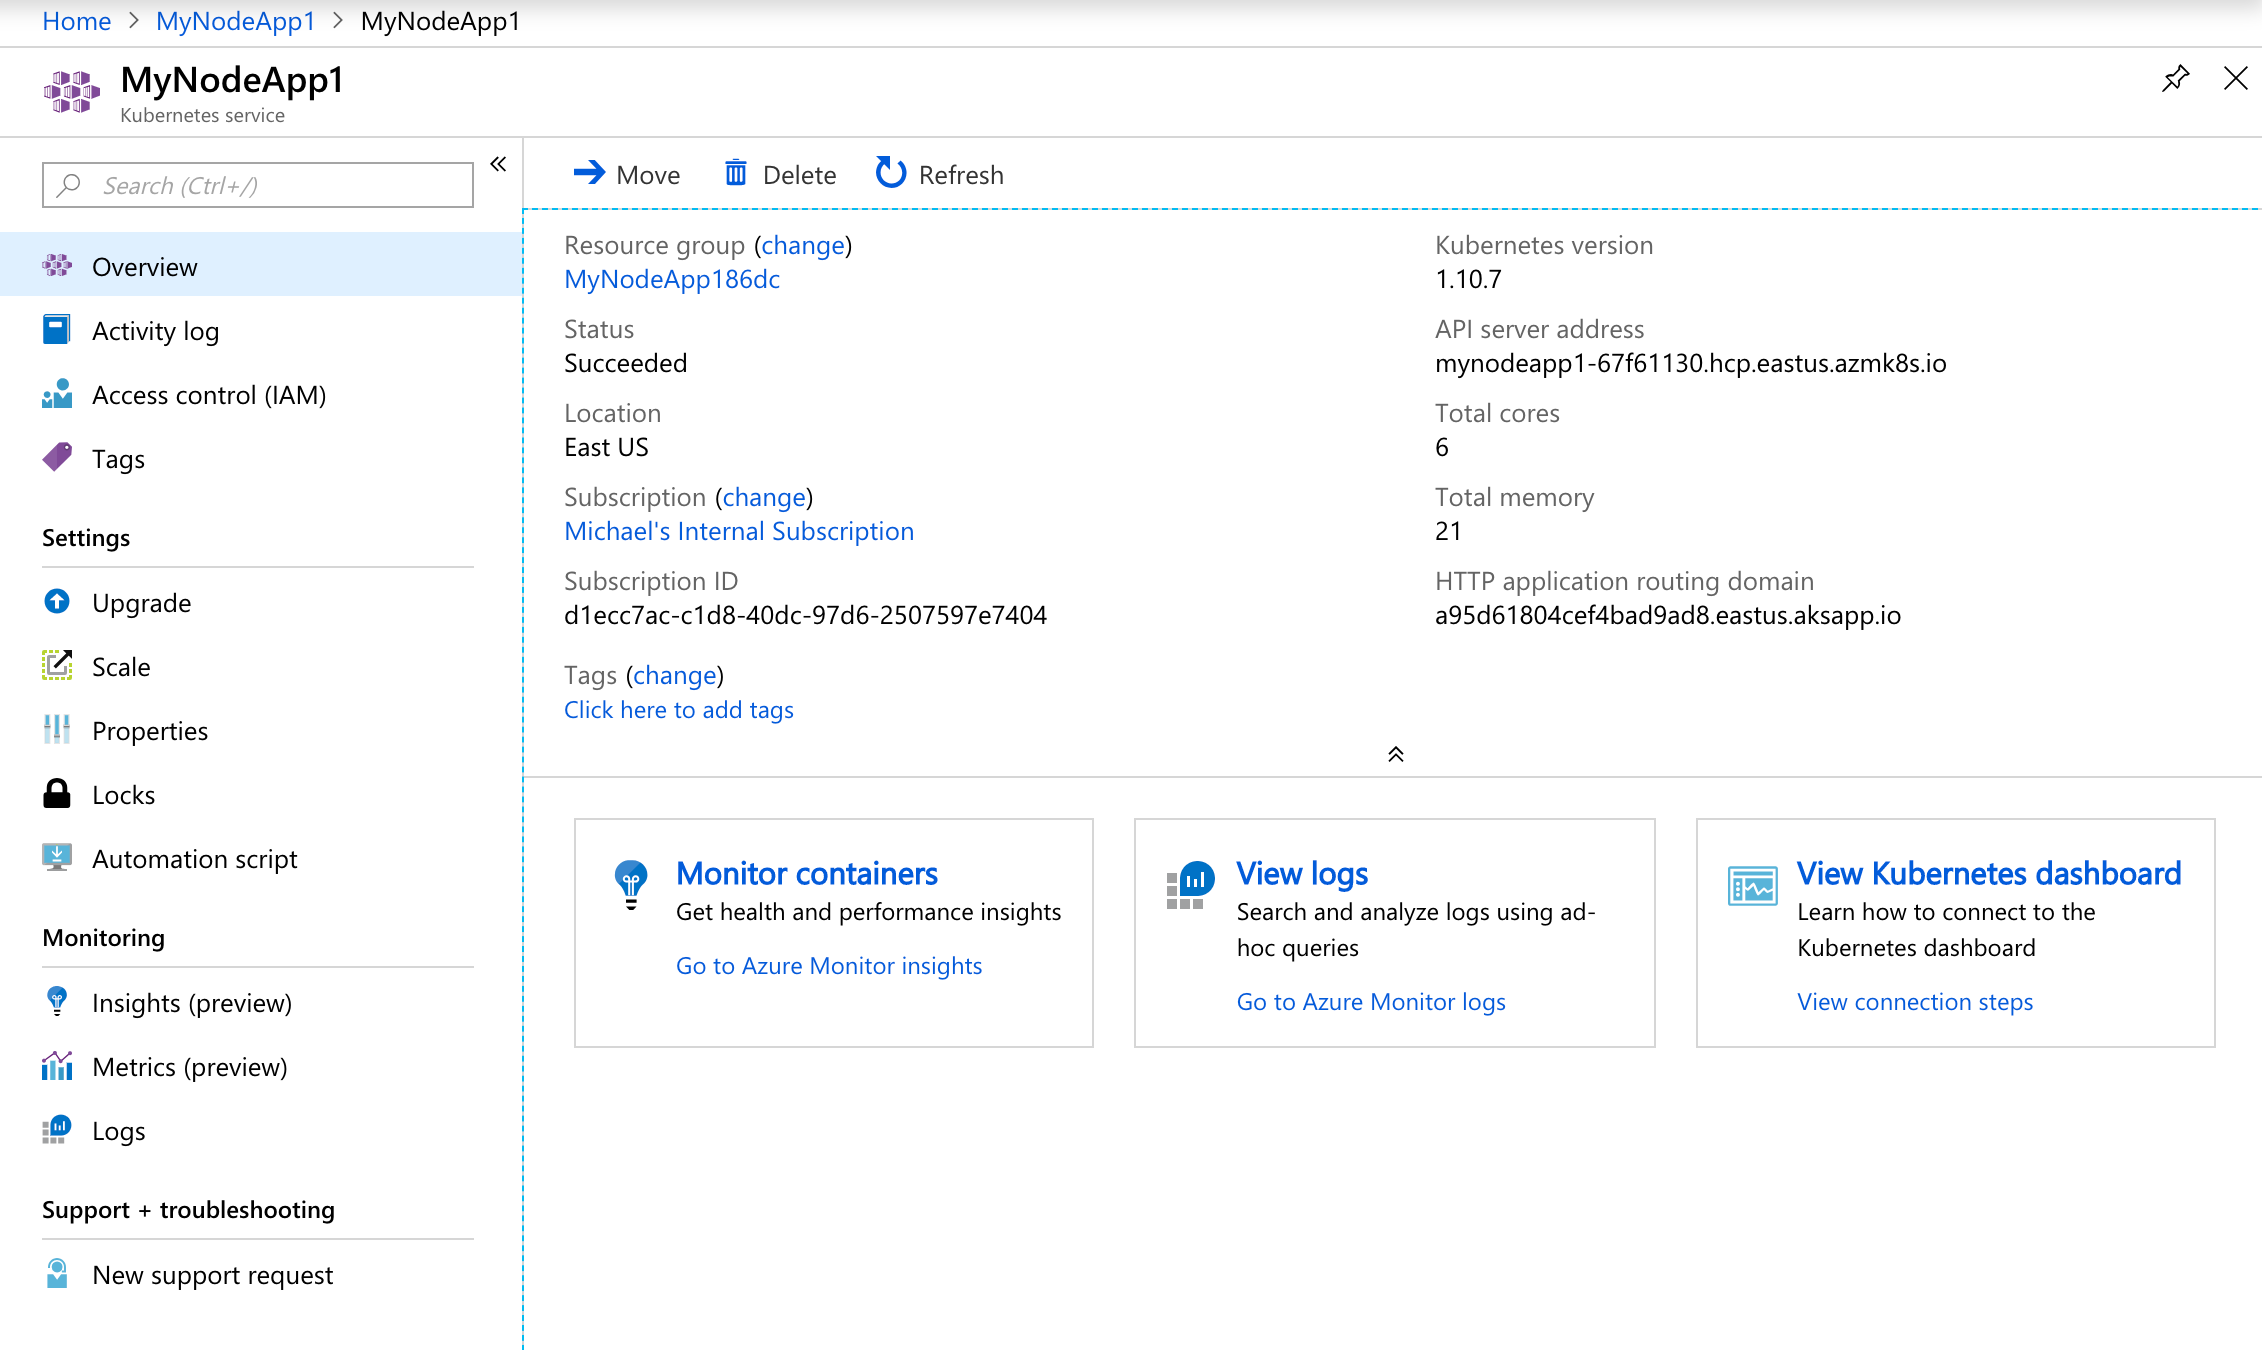 Home > MyNodeApp1 > MyNodeApp1
MyNodeApp1
Kubernetes service
Search (Ctrl+/)
Overview
Activity log
Access control (IAM)
Tags
Settings
Upgrade
Scale
Properties
Locks
Automation script
Monitoring
Insights (preview)
Metrics (preview)
Logs
Support + troubleshooting
New support request
Move Delete Refresh
Resource group (change)
MyNodeApp186dc
Status
Succeeded
Location
East US
Subscription (change)
Michael's Internal Subscription
Subscription ID
d1ecc7ac-c1d8-40dc-97d6-2507597e7404
Tags (change)
Click here to add tags
Kubernetes version
1.10.7
API server address
mynodeapp1-67f61130.hcp.eastus.azmk8s.io
Total cores
6
Total memory
21
HTTP application routing domain
a95d61804cef4bad9ad8.eastus.aksapp.io
Monitor containers
Get health and performance insights
Go to Azure Monitor insights
View logs
Search and analyze logs using ad-
hoc queries
Go to Azure Monitor logs
View Kubernetes dashboard
Learn how to connect to the
Kubernetes dashboard
View connection steps